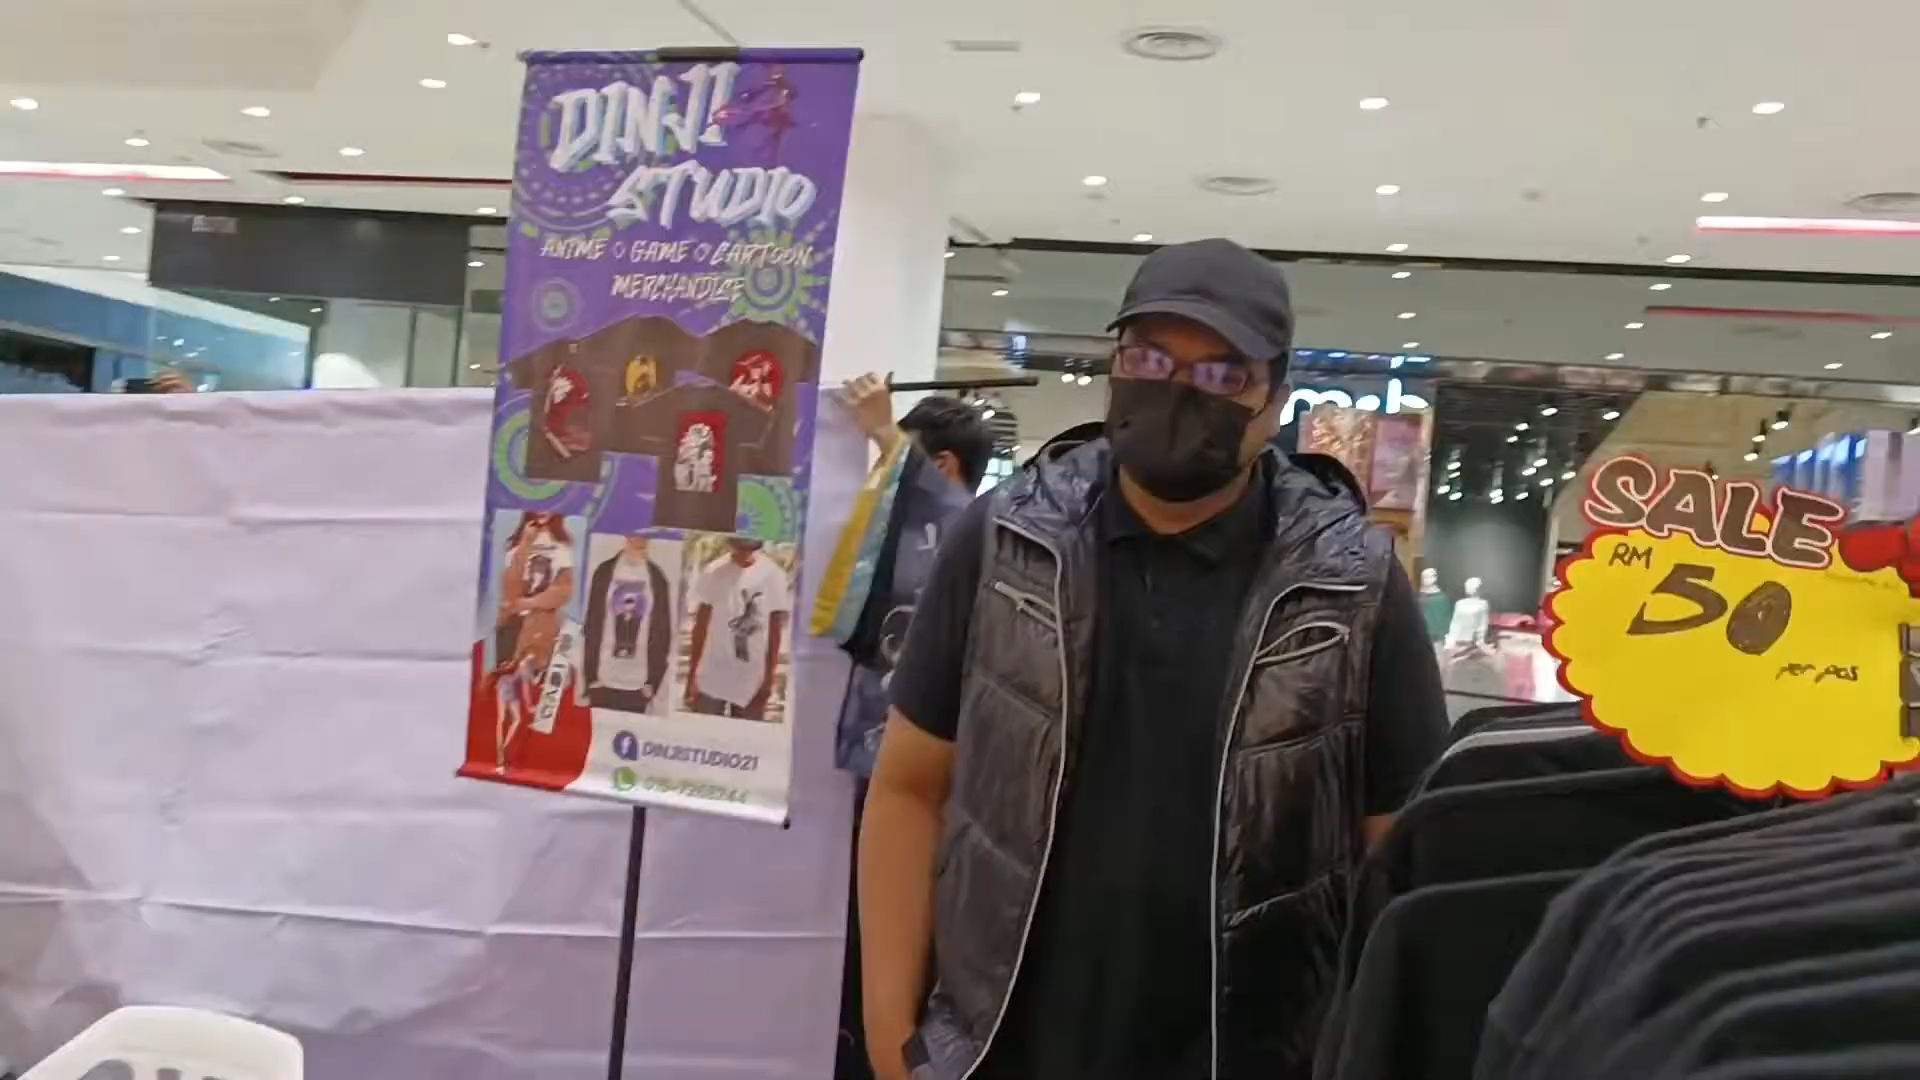 DINJI
STUDIO
ANIME O GAME O CARTOON
MERCHANDISE
DINJISTUDIO21
SALE
RM
50
per pcs